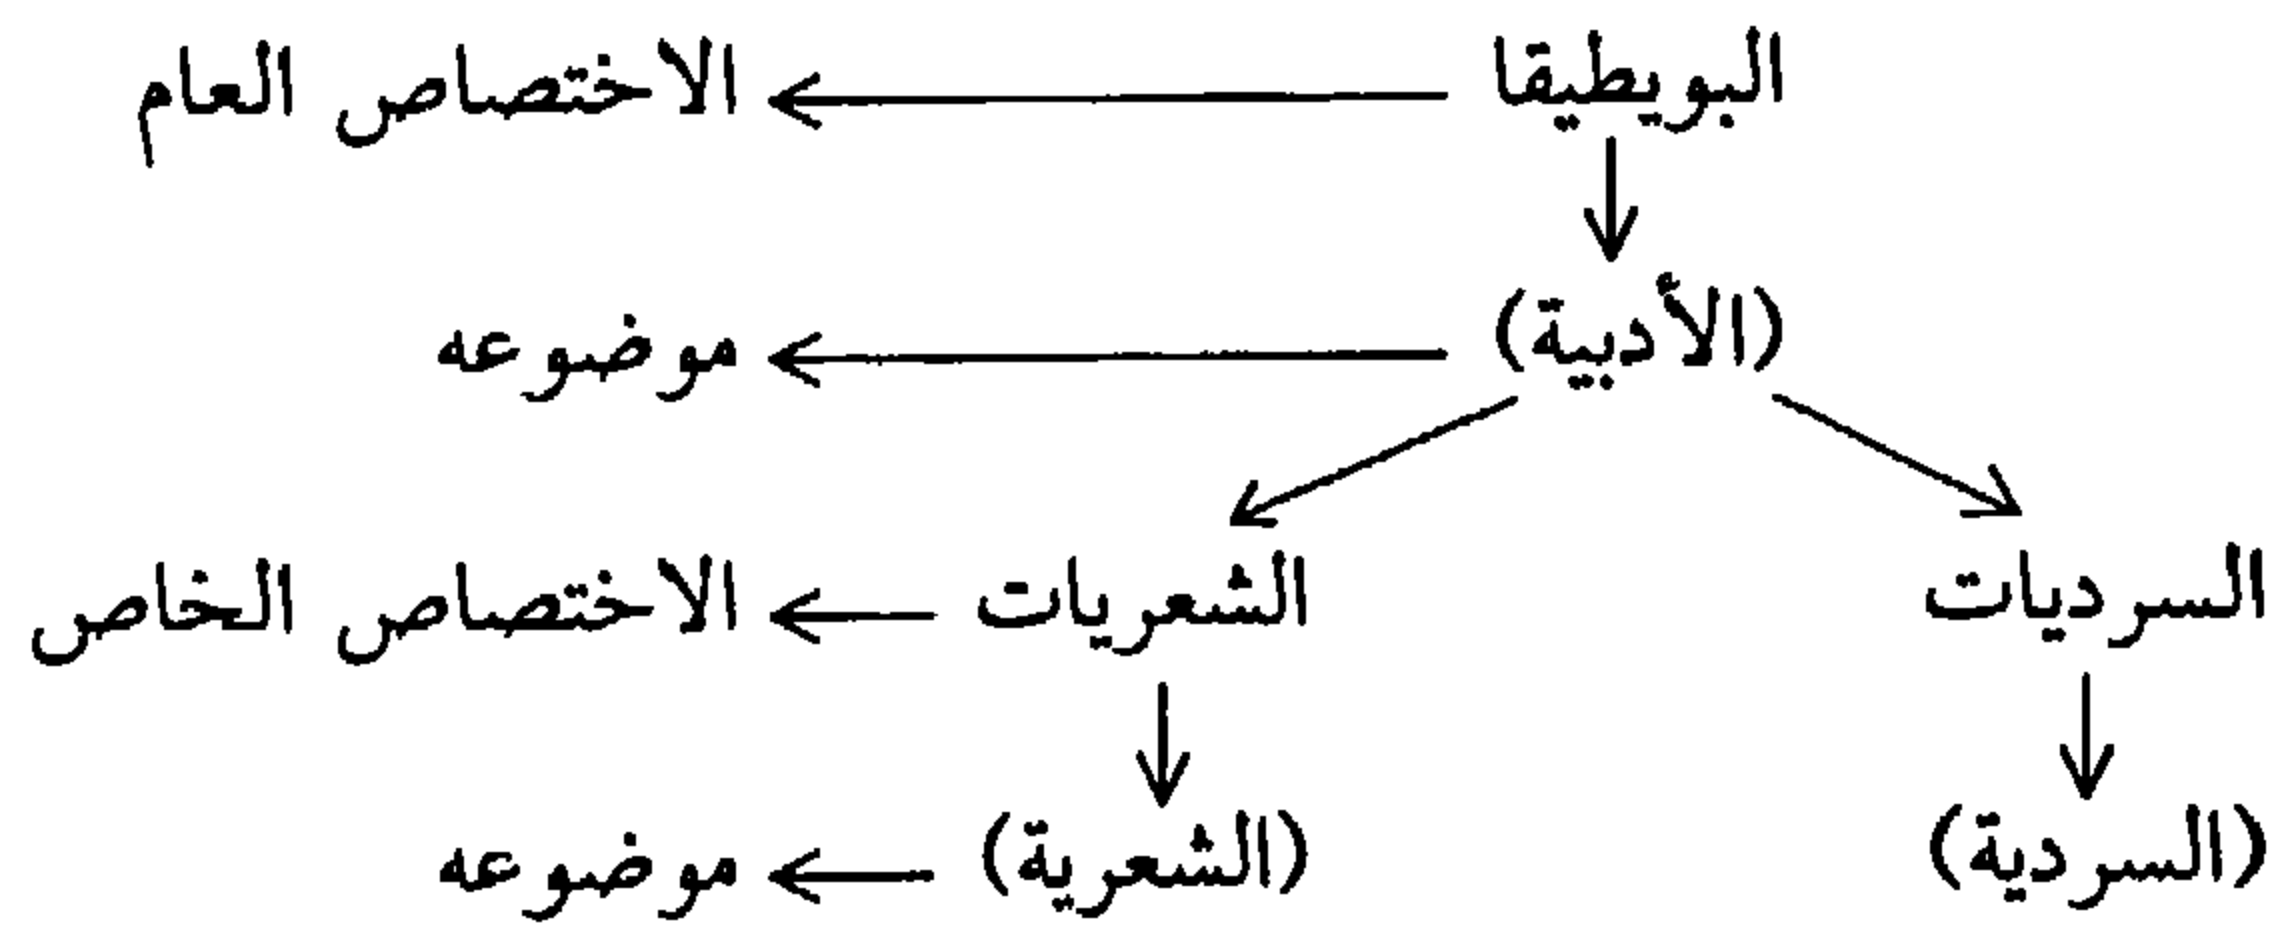 البويطيقا الاختصاص العام
(الأدبية) موضوعه
السرديات الشعريات الاختصاص الخاص
(السردية) (الشعرية) موضوعه